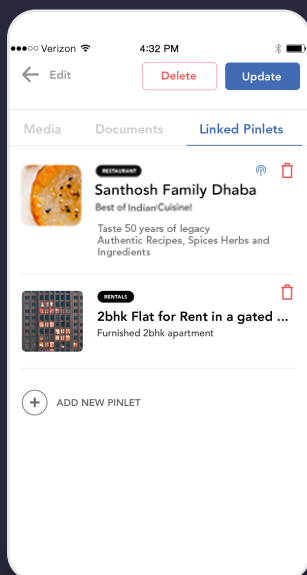 Verizon 4:32 PM
Edit Delete Update
Media Documents Linked Pinlets
RESTAURANT
Santhosh Family Dhaba
Best of Indian Cuisine!
Taste 50 years of legacy
Authentic Recipes, Spices Herbs and
Ingredients
RENTALS
2bhk Flat for Rent in a gated ...
Furnished 2bhk apartment
ADD NEW PINLET